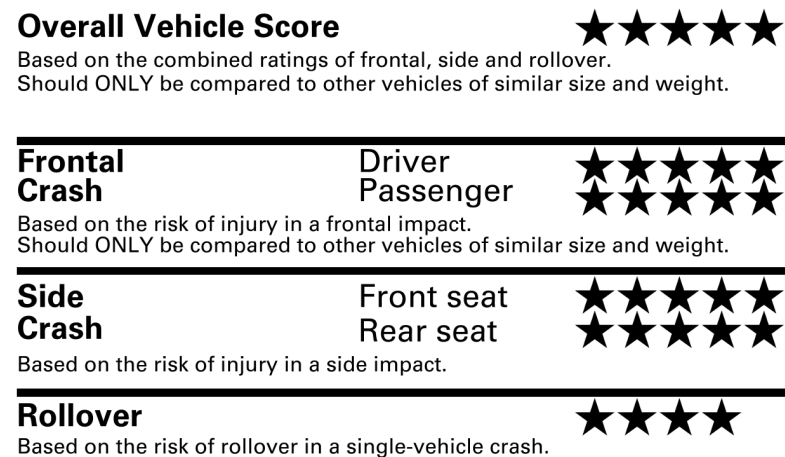 Overall Vehicle Score ★★★★★
Based on the combined ratings of frontal, side and rollover.
Should ONLY be compared to other vehicles of similar size and weight.
Frontal Driver ★★★★★
Crash Passenger ★★★★★
Based on the risk of injury in a frontal impact.
Should ONLY be compared to other vehicles of similar size and weight.
Side Front seat ★★★★★
Crash Rear seat ★★★★★
Based on the risk of injury in a side impact.
Rollover ★★★★
Based on the risk of rollover in a single-vehicle crash.